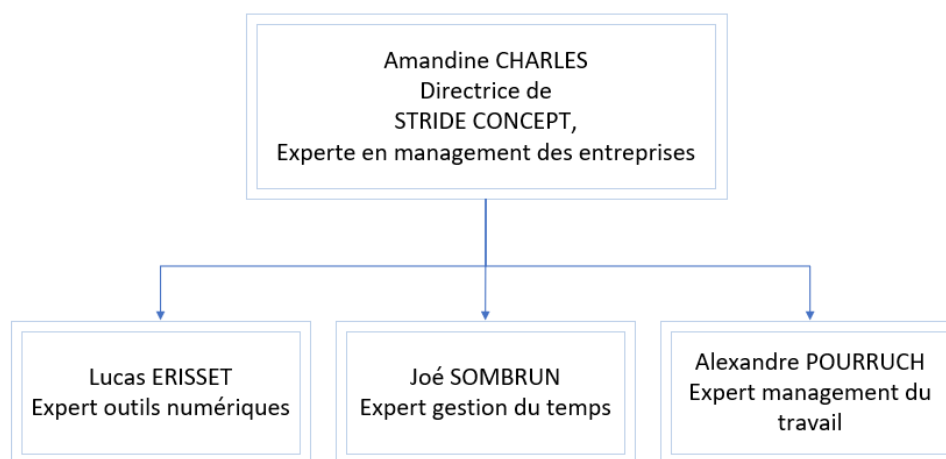 Amandine CHARLES
Directrice de
STRIDE CONCEPT,
Experte en management des entreprises
Lucas ERISSET
Expert outils numériques
Joé SOMBRUN
Expert gestion du temps
Alexandre POURRUCH
Expert management du
travail